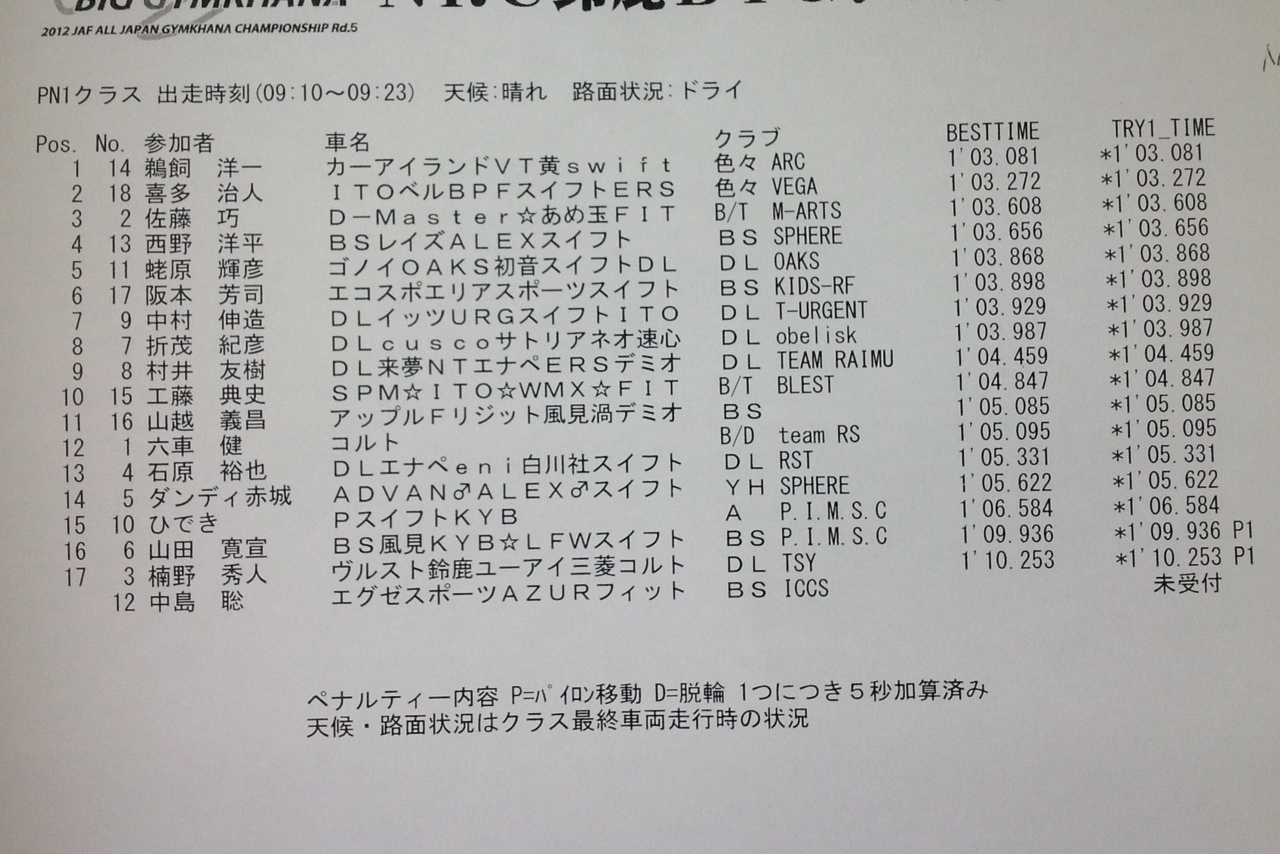 BIG GYMKHANA
2012 JAF ALL JAPAN GYMKHANA CHAMPIONSHIP Rd.5
PN1クラス 出走時刻(09:10～09:23) 天候:晴れ 路面状況:ドライ
Pos. No. 参加者 車名 クラブ BESTTIME TRY1_TIME
1 14 鵜飼 洋一 カーアイランドＶＴ黄ｓｗｉｆｔ 色々 ARC 1'03.081 *1'03.081
2 18 喜多 治人 ＩＴＯベルＢＰＦスイフトＥＲＳ 色々 VEGA 1'03.272 *1'03.272
3 2 佐藤 巧 Ｄ－Ｍａｓｔｅｒ☆あめ玉ＦＩＴ B/T M-ARTS 1'03.608 *1'03.608
4 13 西野 洋平 ＢＳレイズＡＬＥＸスイフト ＢＳ SPHERE 1'03.656 *1'03.656
5 11 蛯原 輝彦 ゴノイＯＡＫＳ初音スイフトＤＬ ＤＬ OAKS 1'03.868 *1'03.868
6 17 阪本 芳司 エコスポエリアスポーツスイフト ＢＳ KIDS-RF 1'03.898 *1'03.898
7 9 中村 伸造 ＤＬイッツＵＲＧスイフトＩＴＯ ＤＬ T-URGENT 1'03.929 *1'03.929
8 7 折茂 紀彦 ＤＬｃｕｓｃｏサトリアネオ速心 ＤＬ obelisk 1'03.987 *1'03.987
9 8 村井 友樹 ＤＬ来夢ＮＴエナペＥＲＳデミオ ＤＬ TEAM RAIMU 1'04.459 *1'04.459
10 15 工藤 典史 ＳＰＭ☆ＩＴＯ☆ＷＭＸ☆ＦＩＴ B/T BLEST 1'04.847 *1'04.847
11 16 山越 義昌 アップルＦリジット風見渦デミオ ＢＳ 1'05.085 *1'05.085
12 1 六車 健 コルト B/D team RS 1'05.095 *1'05.095
13 4 石原 裕也 ＤＬエナペｅｎｉ白川社スイフト ＤＬ RST 1'05.331 *1'05.331
14 5 ダンディ赤城 ＡＤＶＡＮ♂ＡＬＥＸ♂スイフト ＹＨ SPHERE 1'05.622 *1'05.622
15 10 ひでき ＰスイフトＫＹＢ Ａ P.I.M.S.C 1'06.584 *1'06.584
16 6 山田 寛宣 ＢＳ風見ＫＹＢ☆ＬＦＷスイフト ＢＳ P.I.M.S.C 1'09.936 *1'09.936 P1
17 3 楠野 秀人 ヴルスト鈴鹿ユーアイ三菱コルト ＤＬ TSY 1'10.253 *1'10.253 P1
12 中島 聡 エグゼスポーツＡＺＵＲフィット ＢＳ ICCS 未受付
ペナルティー内容 P=ﾊﾟｲﾛﾝ移動 D=脱輪 1つにつき５秒加算済み
天候・路面状況はクラス最終車両走行時の状況